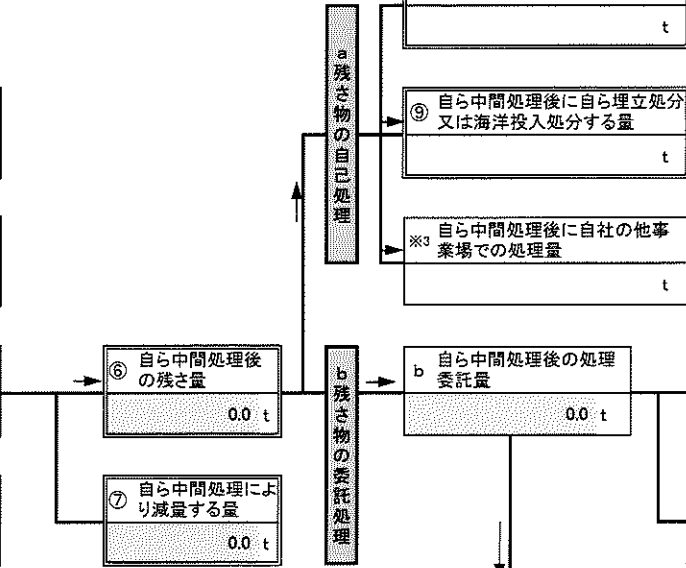 t
a残さ物の自己処理
⑨ 自ら中間処理後に自ら埋立処分
又は海洋投入処分する量
t
※3 自ら中間処理後に自社の他事
業場での処理量
t
⑥ 自ら中間処理後
の残さ量
0.0 t
b残さ物の委託処理
b 自ら中間処理後の処理
委託量
0.0 t
⑦ 自ら中間処理によ
り減量する量
0.0 t